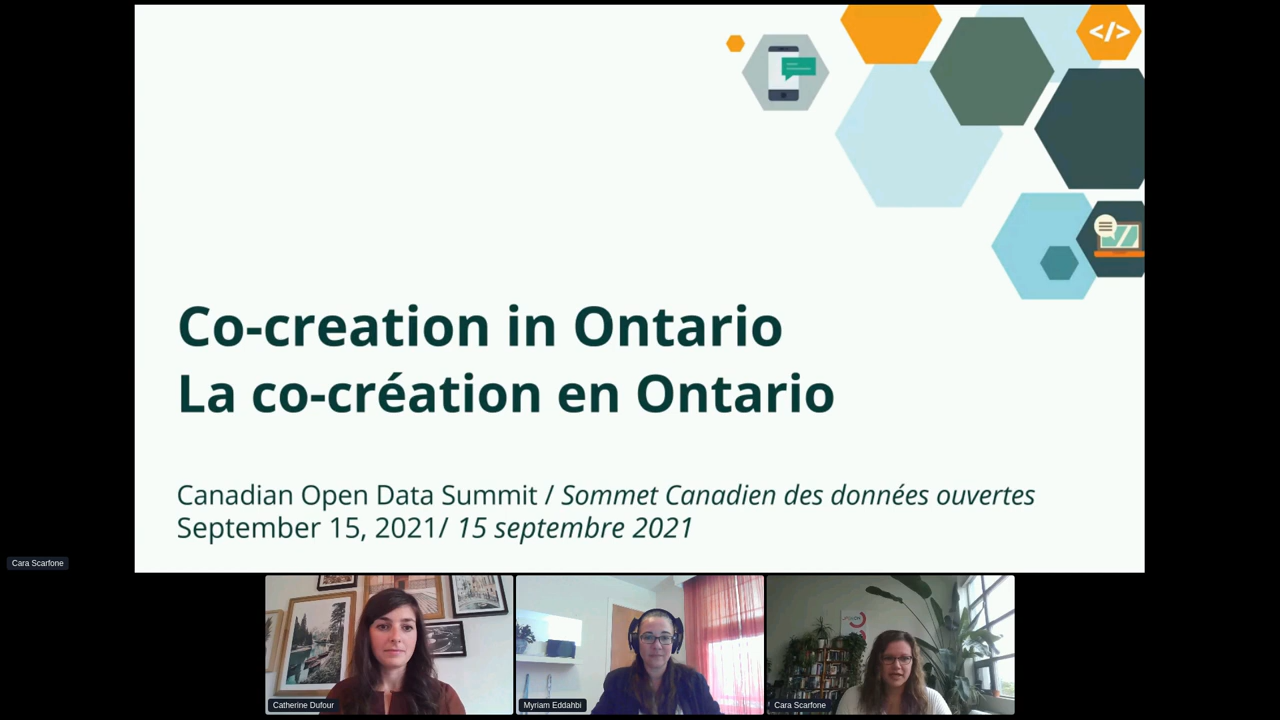 </>
Co-creation in Ontario
La co-création en Ontario
Canadian Open Data Summit / Sommet Canadien des données ouvertes
September 15, 2021/ 15 septembre 2021
Cara Scarfone
Catherine Dufour
Myriam Eddahbi
Cara Scarfone